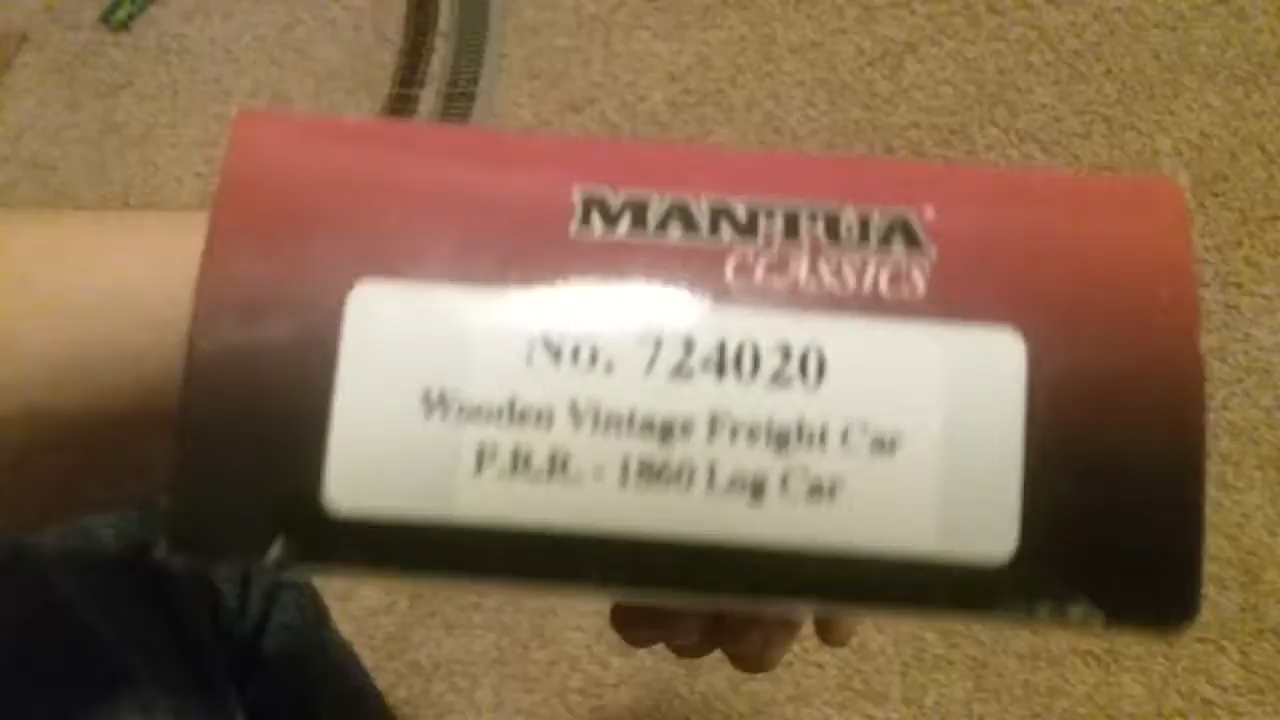 MANTUA
CLASSICS
No. 724020
Wooden Vintage Freight Car
P.R.R. - 1860 Log Car